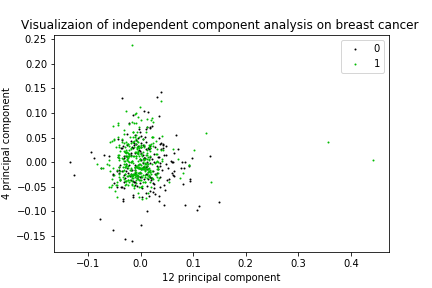 Visualizaion of independent component analysis on breast cancer
0.25
0.20
0.15
0.10
0.05
0.00
−0.05
−0.10
−0.15
4 principal component
0
1
−0.1 0.0 0.1 0.2 0.3 0.4
12 principal component